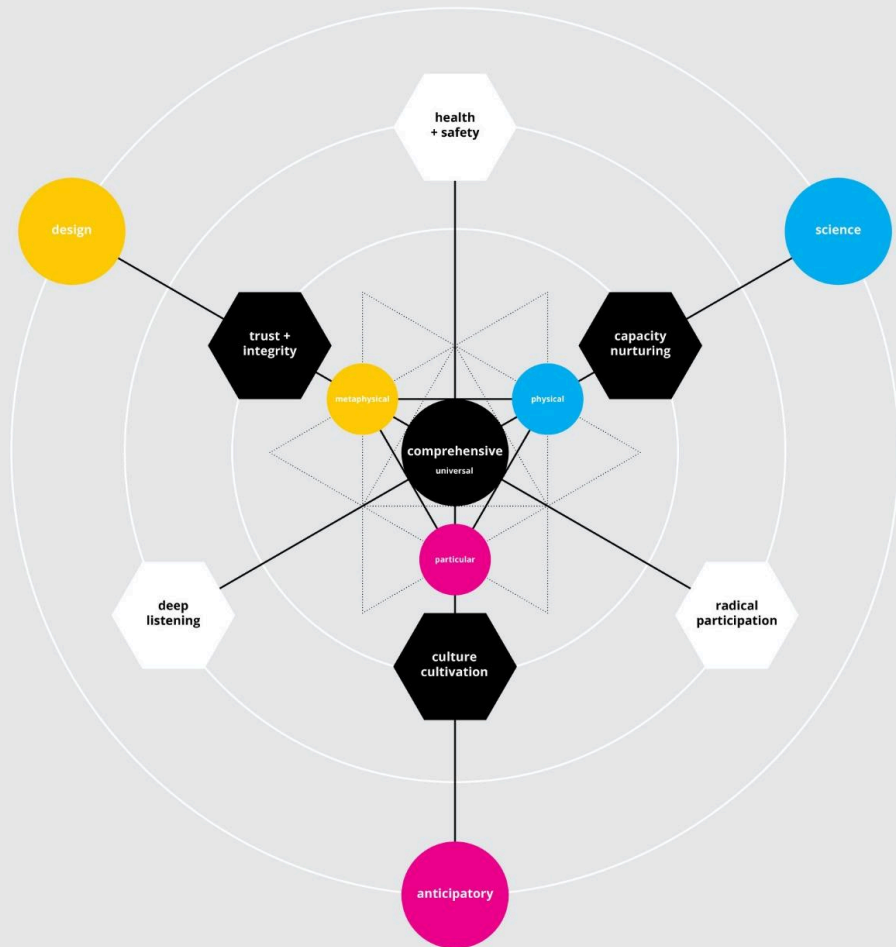 health
+ safety
design
science
trust +
integrity
capacity
nurturing
metaphysical
physical
comprehensive
universal
particular
deep
listening
radical
participation
culture
cultivation
anticipatory